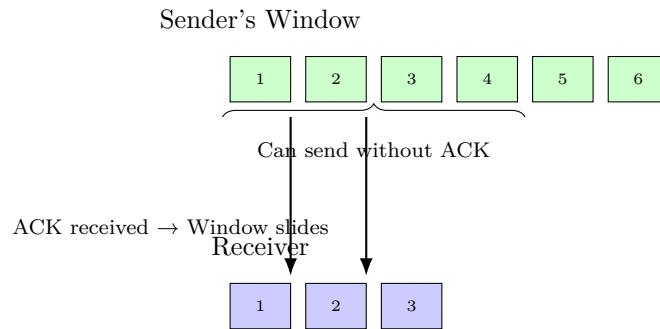 Sender's Window
1 2 3 4 5 6
Can send without ACK
ACK received → Window slides
Receiver
1 2 3